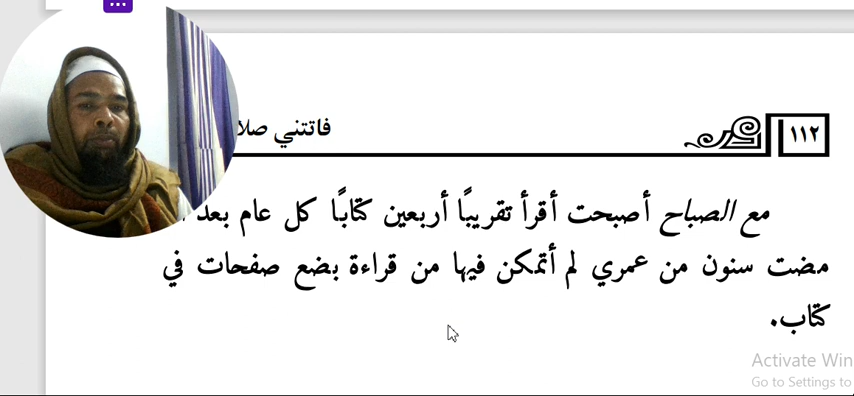 فاتتني صلا
١١٢
مع الصباح أصبحت أقرأ تقريبًا أربعين كتابًا كل عام بعد
مضت سنون من عمري لم أتمكن فيها من قراءة بضع صفحات في
كتاب.
Activate Win
Go to Settings to